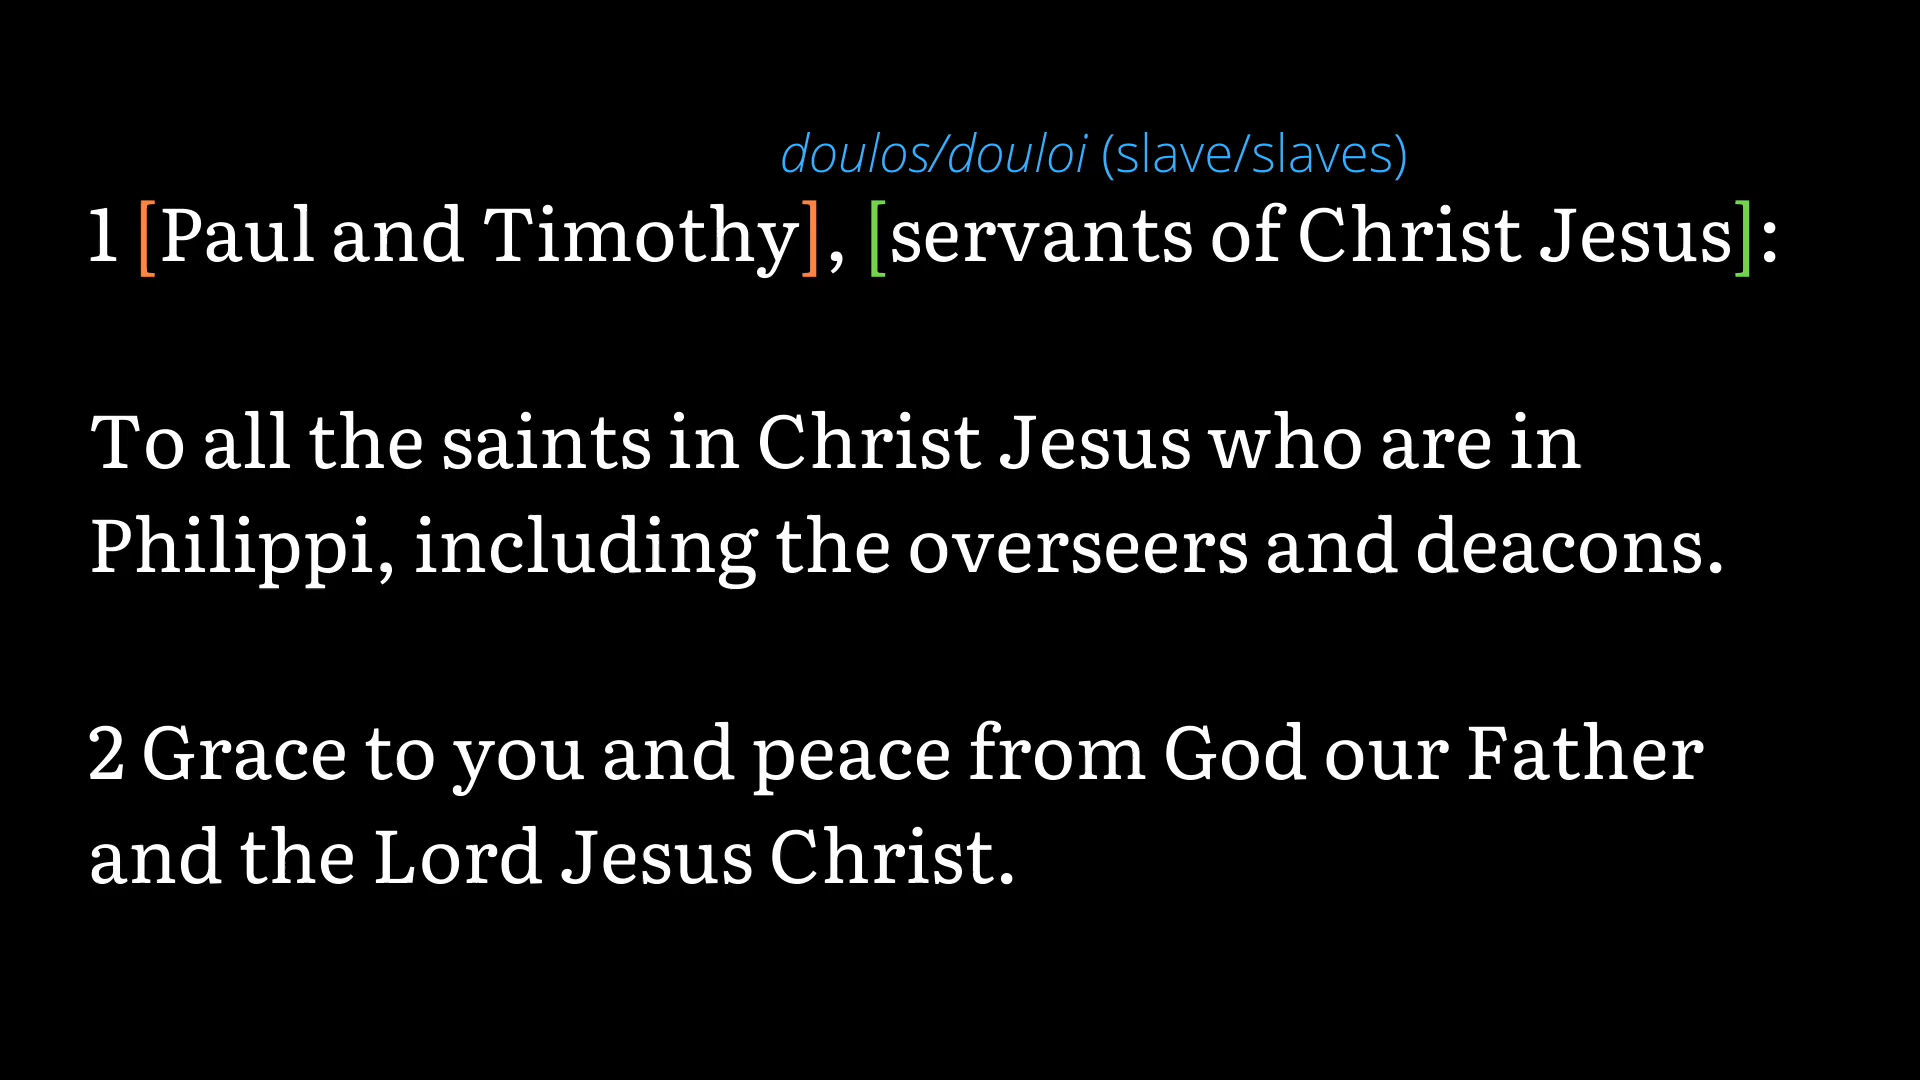 doulos/douloi (slave/slaves)
1 [Paul and Timothy], [servants of Christ Jesus]:
To all the saints in Christ Jesus who are in
Philippi, including the overseers and deacons.
2 Grace to you and peace from God our Father
and the Lord Jesus Christ.